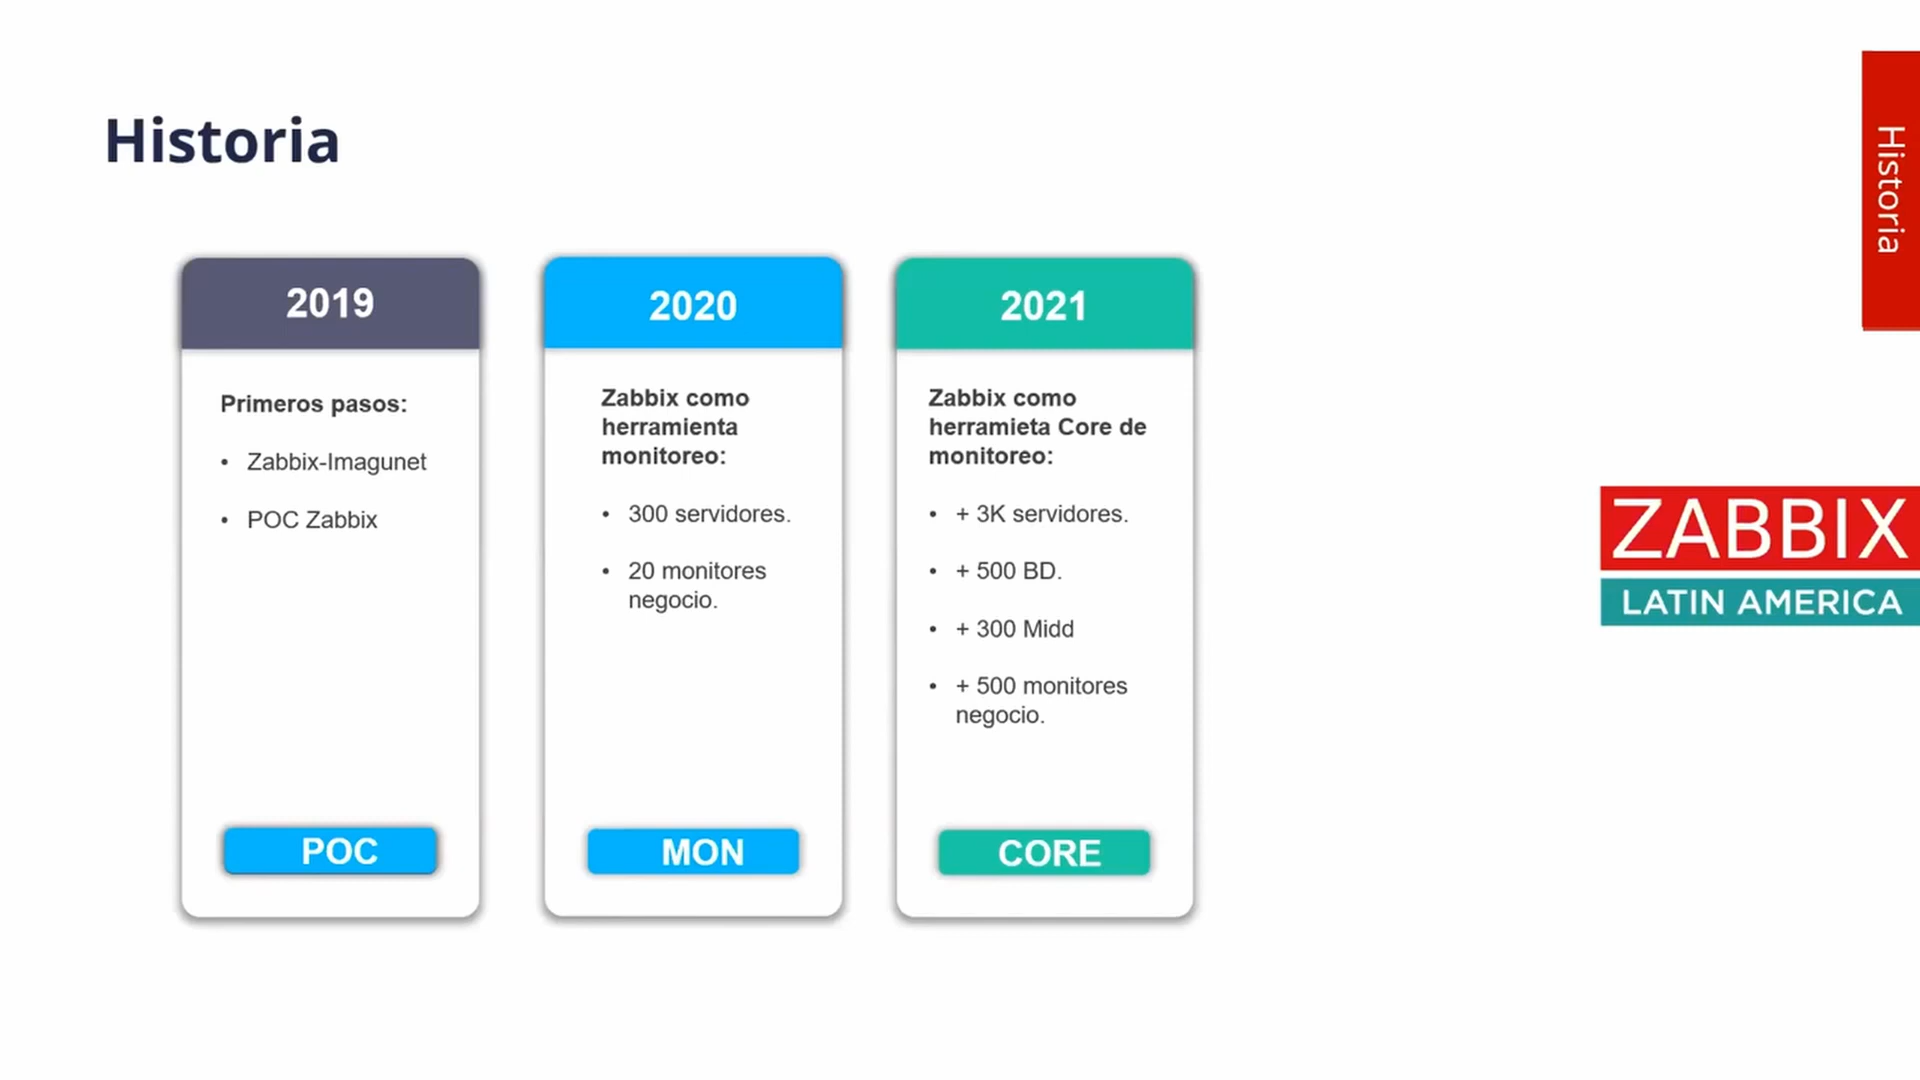 Historia
Historia
2019
Primeros pasos:
• Zabbix-Imagunet
• POC Zabbix
POC
2020
Zabbix como
herramienta
monitoreo:
• 300 servidores.
• 20 monitores
negocio.
MON
2021
Zabbix como
herramieta Core de
monitoreo:
• + 3K servidores.
• + 500 BD.
• + 300 Midd
• + 500 monitores
negocio.
CORE
ZABBIX
LATIN AMERICA